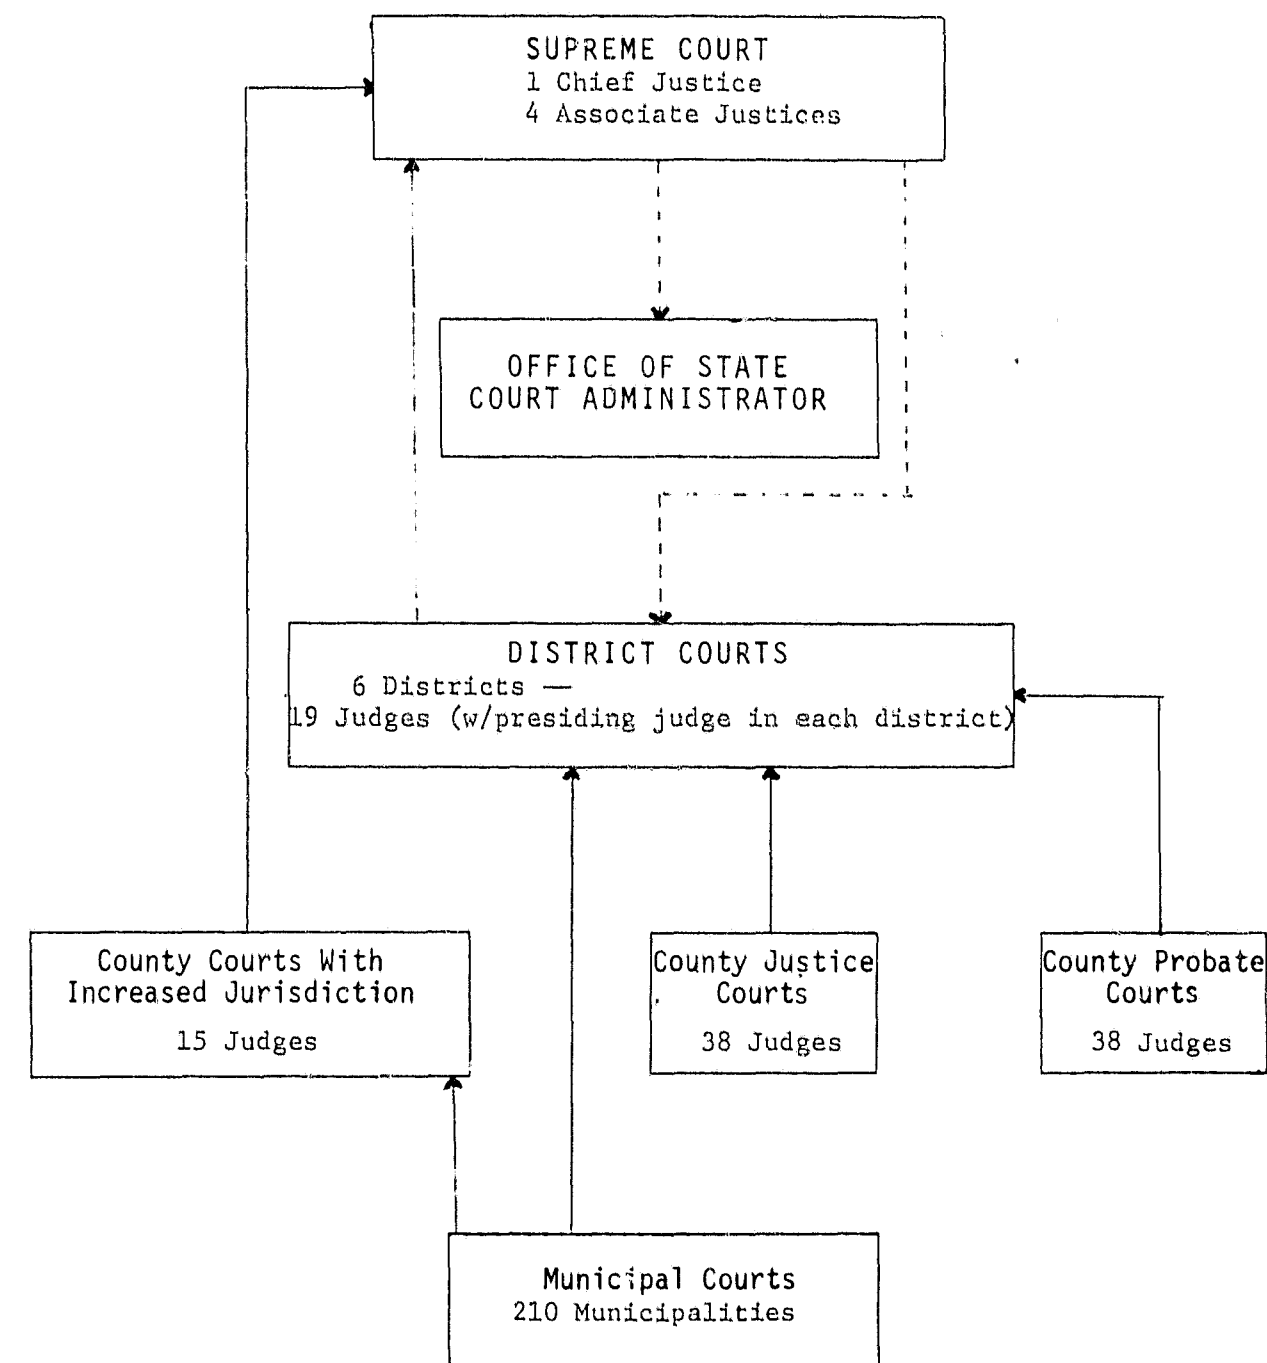 SUPREME COURT
1 Chief Justice
4 Associate Justices
OFFICE OF STATE
COURT ADMINISTRATOR
DISTRICT COURTS
6 Districts —
19 Judges (w/presiding judge in each district)
County Courts With
Increased Jurisdiction
15 Judges
County Justice
Courts
38 Judges
County Probate
Courts
38 Judges
Municipal Courts
210 Municipalities